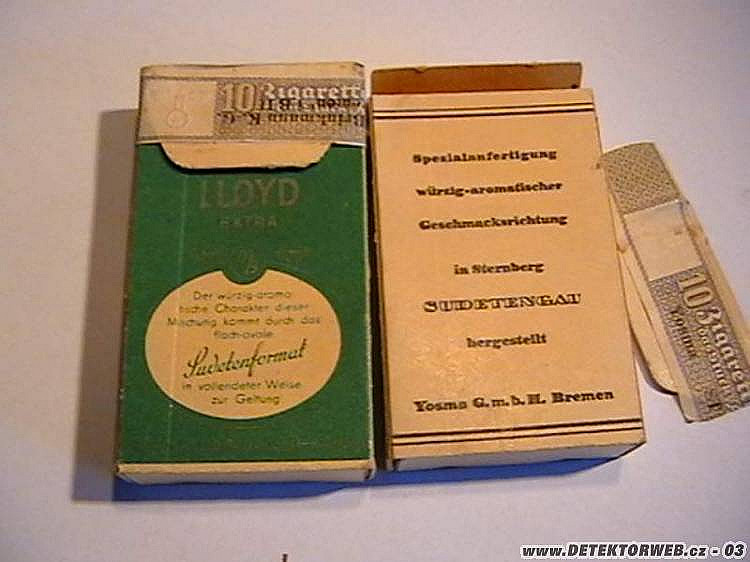 10 Zigarett
Brinkmann K.G.
LLOYD
EXTRA
Der würzig-aroma
tische Charakter dieser
Mischung kommt durch das
flach-ovale
Sudetenformat
in vollendeter Weise
zur Geltung
Spezialanfertigung
würzig-aromatischer
Geschmacksrichtung
in Sternberg
SUDETENGAU
hergestellt
Yosma G.m.b.H. Bremen
10 Zigarett
www.DETEKTORWEB.cz - 03